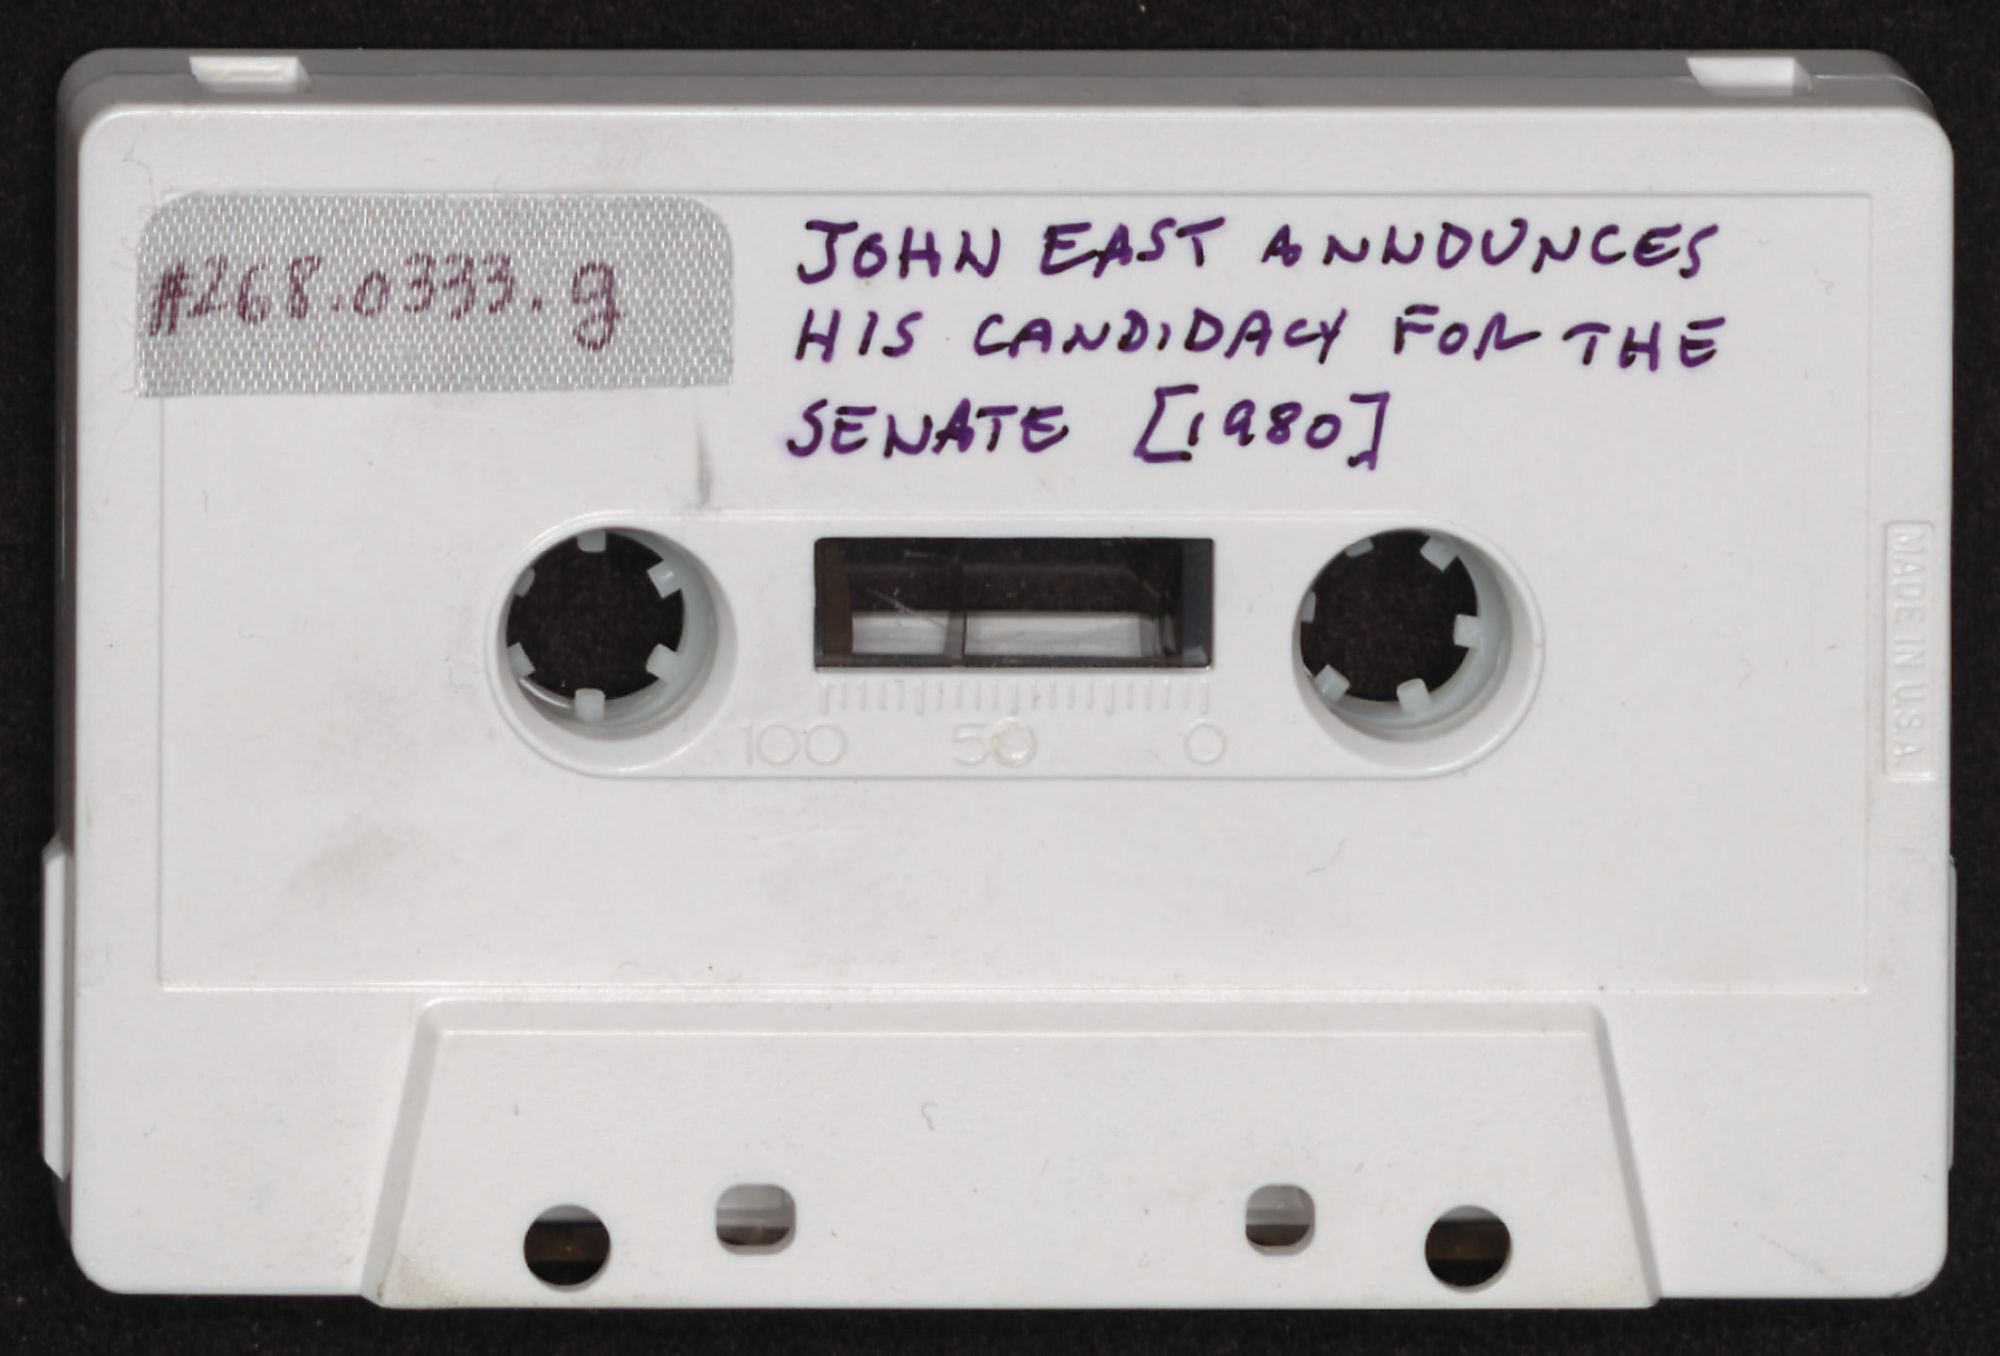 #268.0333.g
JOHN EAST ANNOUNCES
HIS CANDIDACY FOR THE
SENATE [1980]
100 50 0
MADE IN U.S.A.